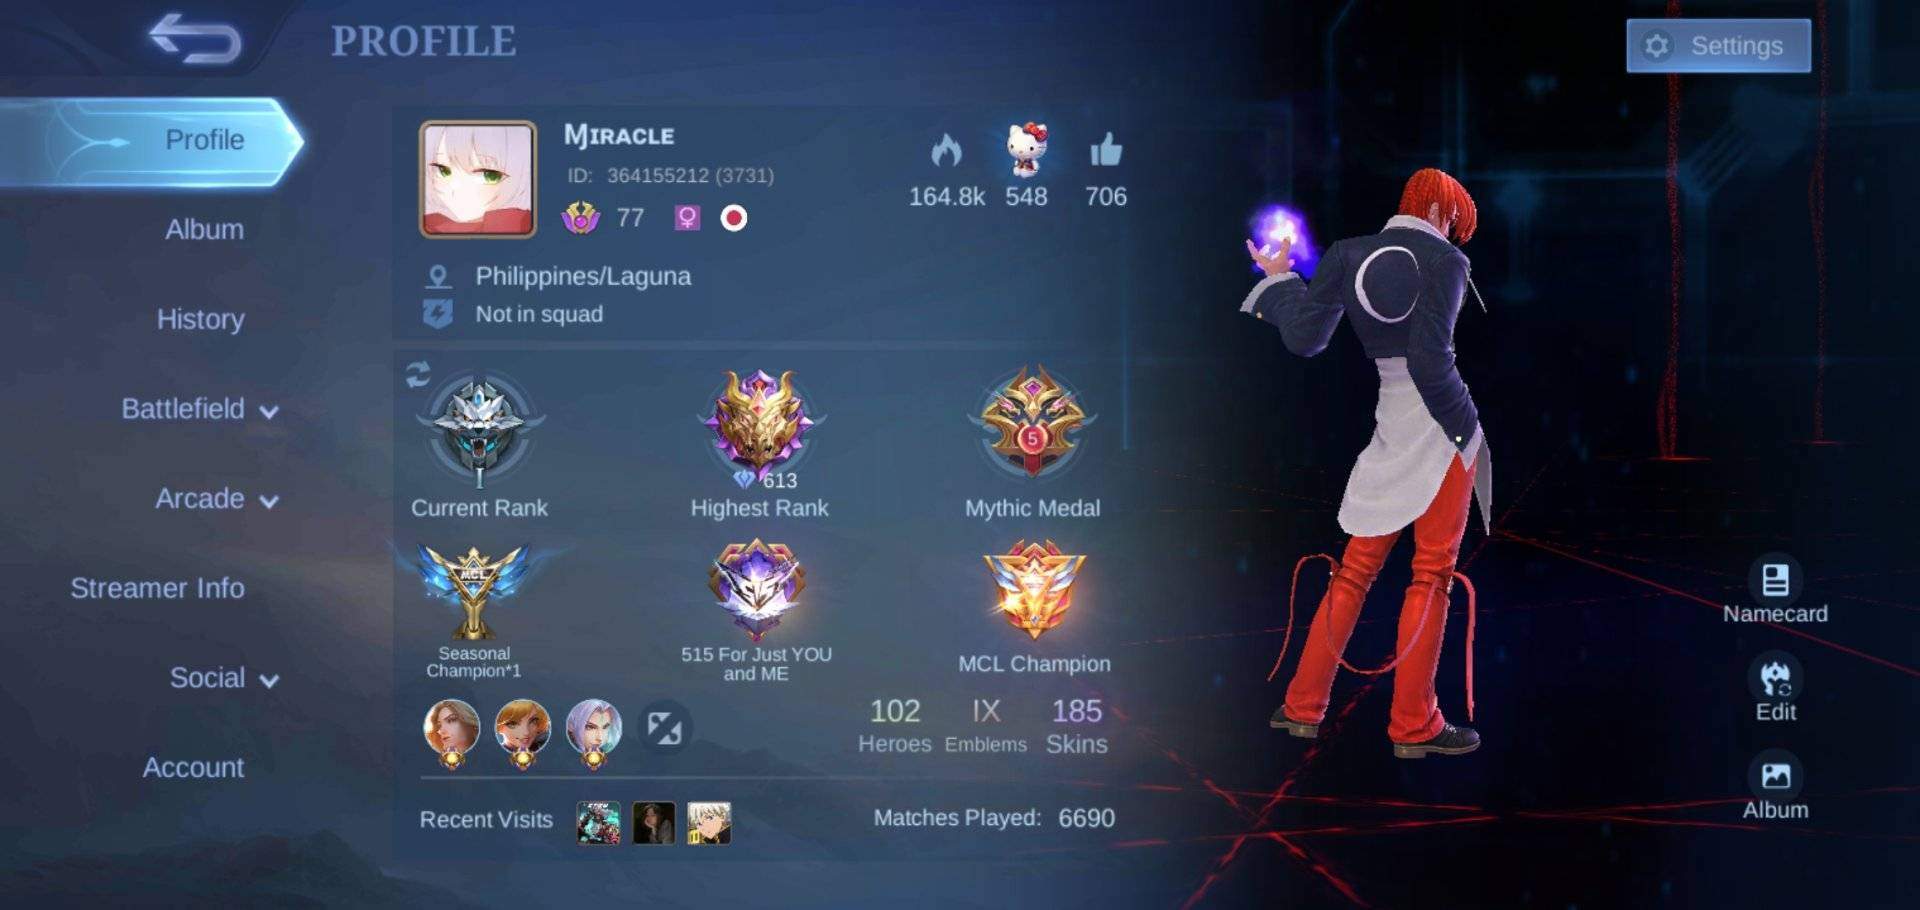 PROFILE
Settings
Profile
Album
History
Battlefield
Arcade
Streamer Info
Social
Account
MJRACLE
ID: 364155212 (3731)
77
164.8k
548
706
Philippines/Laguna
Not in squad
I
Current Rank
613
Highest Rank
5
Mythic Medal
MCL
Seasonal
Champion*1
515 For Just YOU
and ME
MCL Champion
102
Heroes
IX
Emblems
185
Skins
Recent Visits
Matches Played: 6690
Namecard
Edit
Album